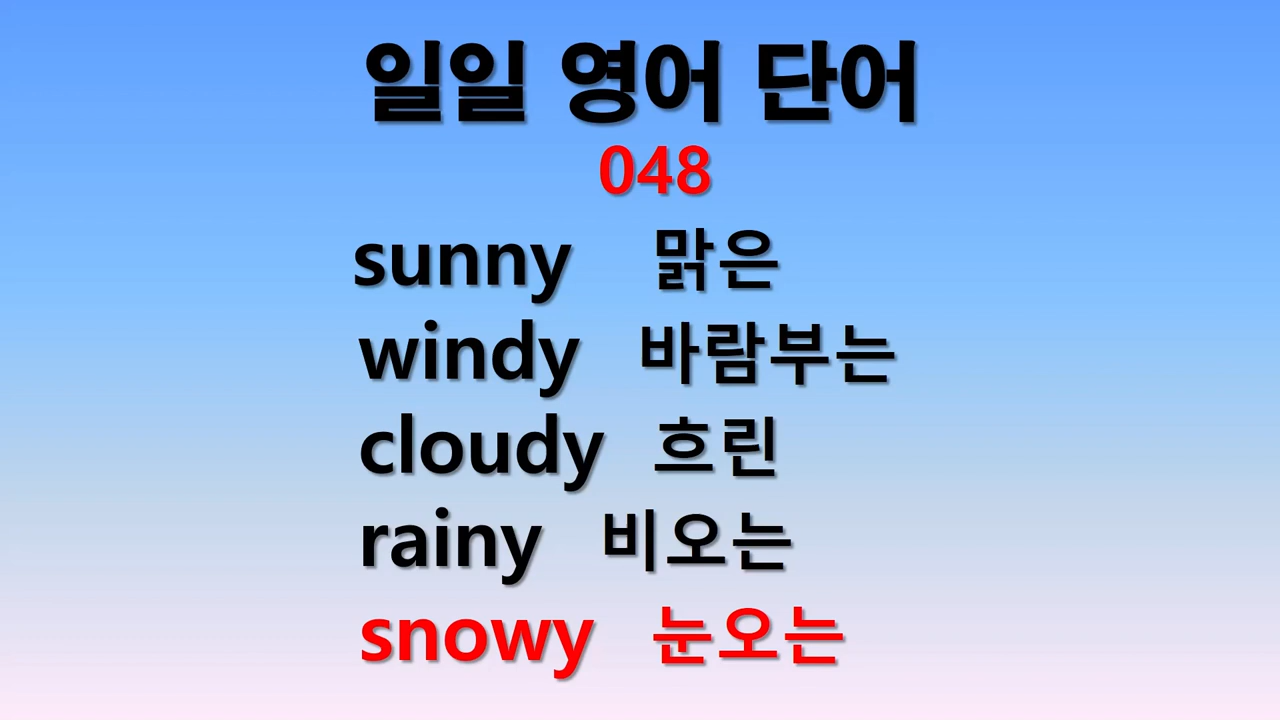 일일 영어 단어
048
sunny 맑은
windy 바람부는
cloudy 흐린
rainy 비오는
snowy 눈오는